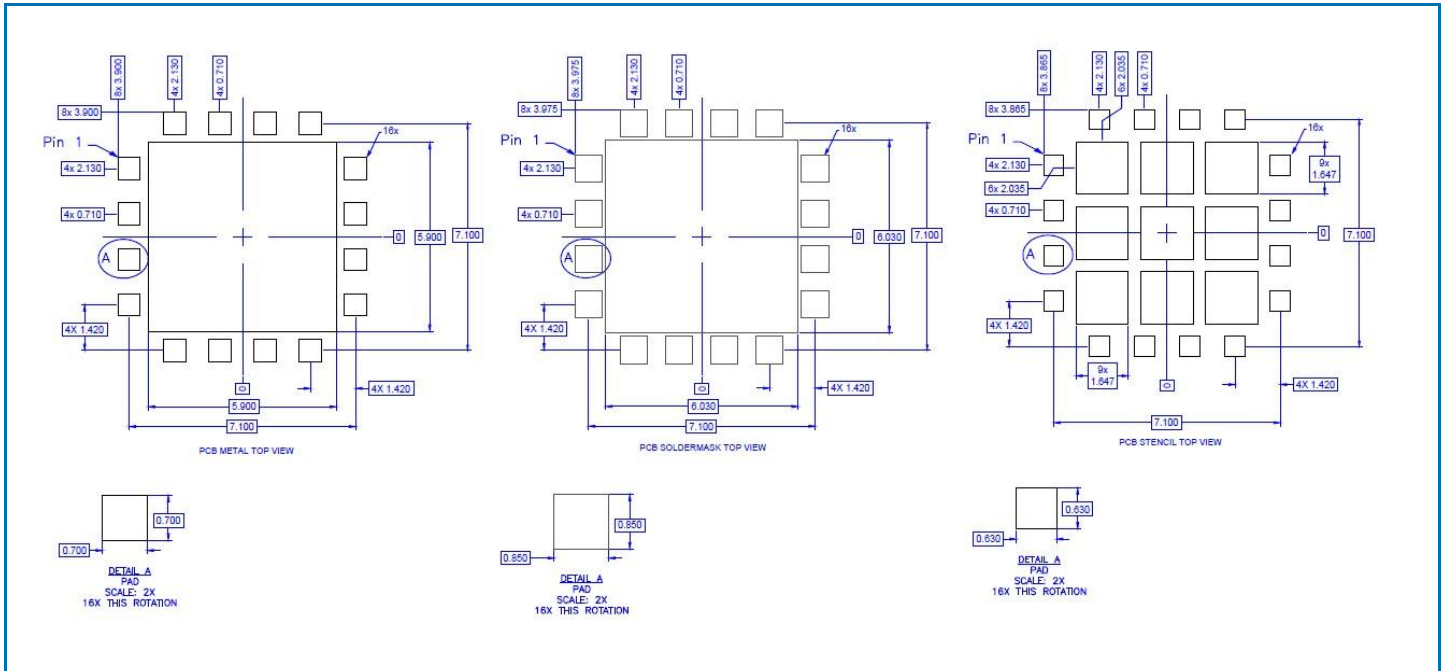 8x 3.900
4x 2.130
4x 0.710
8x 3.900
Pin 1
16x
4x 2.130
4x 0.710
A
0
5.900
7.100
4X 1.420
0
4X 1.420
5.900
7.100
PCB METAL TOP VIEW
0.700
0.700
DETAIL A
PAD
SCALE: 2X
16X THIS ROTATION
8x 3.975
4x 2.130
4x 0.710
8x 3.975
Pin 1
16x
4x 2.130
4x 0.710
A
0
6.030
7.100
4X 1.420
0
4X 1.420
6.030
7.100
PCB SOLDERMASK TOP VIEW
0.850
0.850
DETAIL A
PAD
SCALE: 2X
16X THIS ROTATION
8x 3.865
4x 2.130
6x 2.035
4x 0.710
8x 3.865
Pin 1
16x
4x 2.130
9x
1.647
6x 2.035
4x 0.710
A
0
7.100
4X 1.420
0
9x
1.647
4X 1.420
7.100
PCB STENCIL TOP VIEW
0.630
0.630
DETAIL A
PAD
SCALE: 2X
16X THIS ROTATION